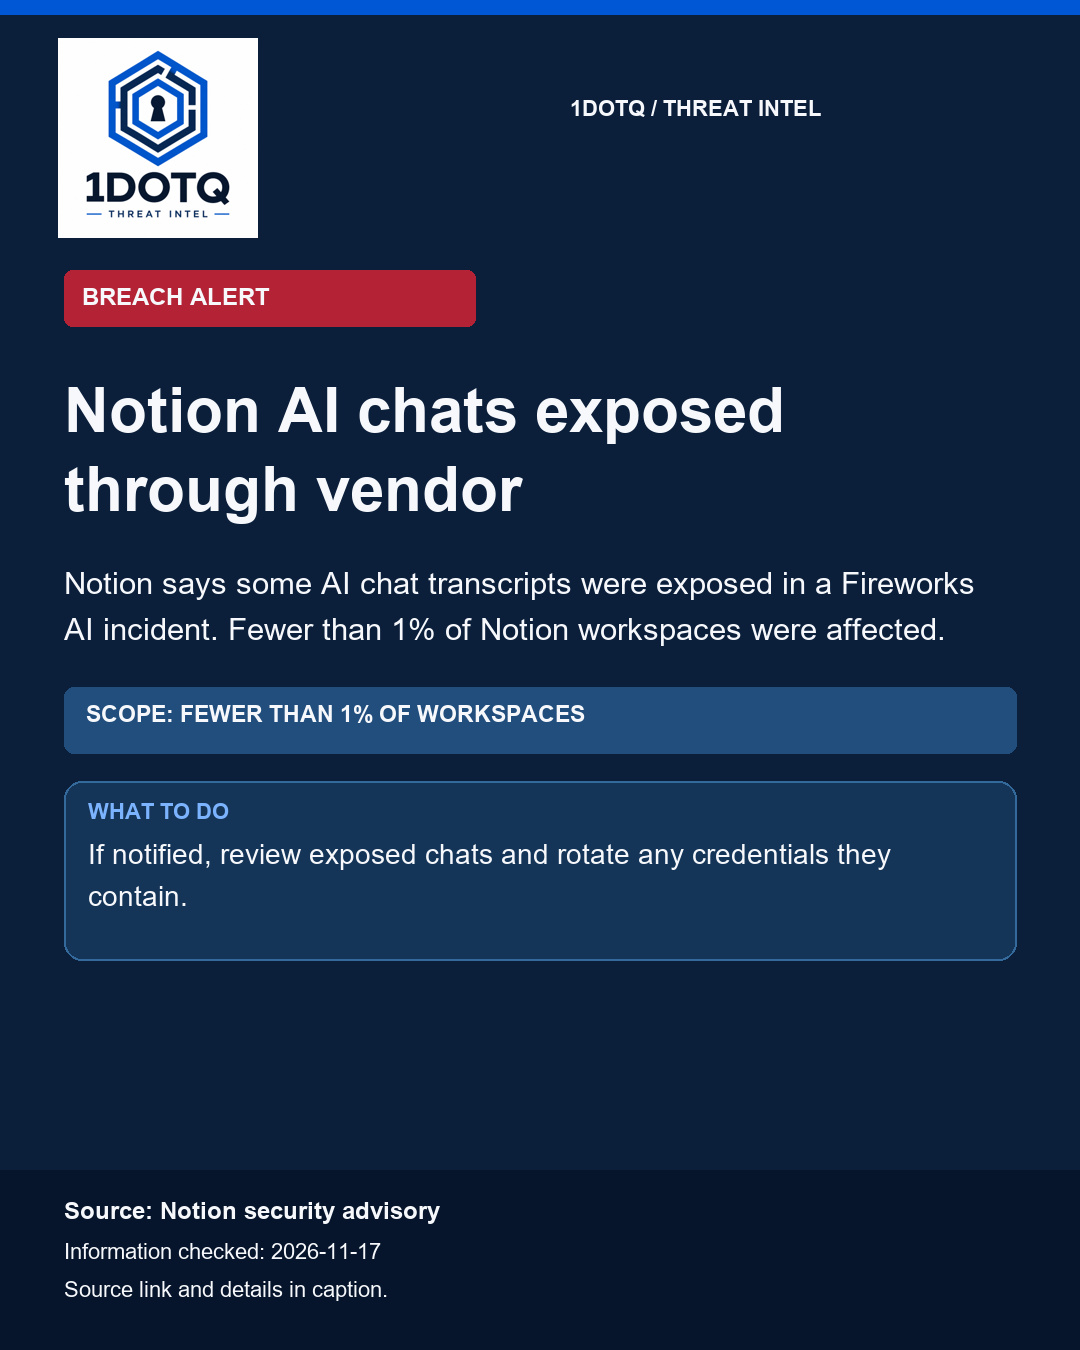 1DOTQ
THREAT INTEL
1DOTQ / THREAT INTEL
BREACH ALERT
Notion AI chats exposed
through vendor
Notion says some AI chat transcripts were exposed in a Fireworks
AI incident. Fewer than 1% of Notion workspaces were affected.
SCOPE: FEWER THAN 1% OF WORKSPACES
WHAT TO DO
If notified, review exposed chats and rotate any credentials they
contain.
Source: Notion security advisory
Information checked: 2026-11-17
Source link and details in caption.